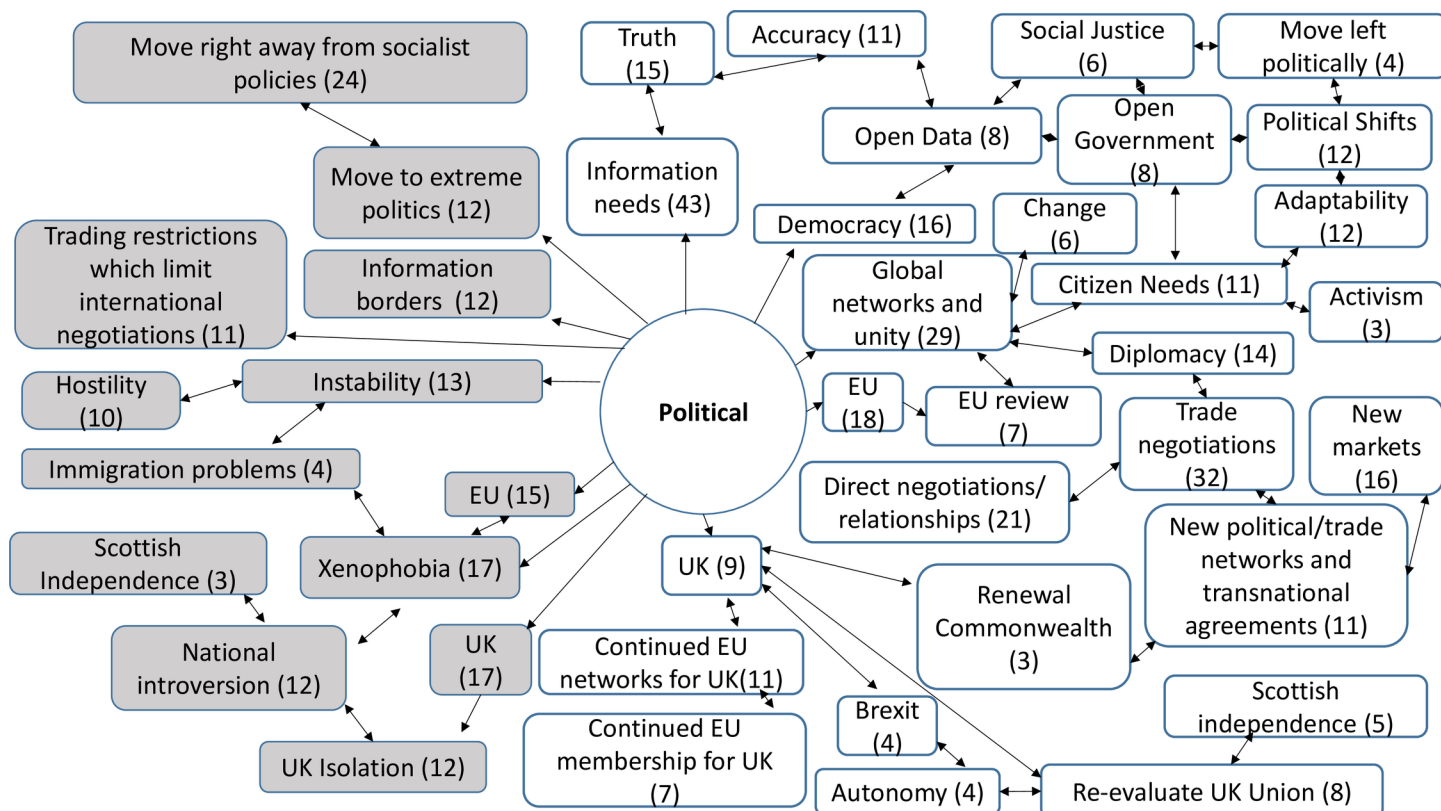 Move right away from socialist
policies (24)
Truth
(15)
Accuracy (11)
Social Justice
(6)
Move left
politically (4)
Open Data (8)
Open
Government
(8)
Political Shifts
(12)
Move to extreme
politics (12)
Information
needs (43)
Democracy (16)
Change
(6)
Adaptability
(12)
Trading restrictions
which limit
international
negotiations (11)
Information
borders  (12)
Global
networks and
unity (29)
Citizen Needs (11)
Activism
(3)
Diplomacy (14)
Hostility
(10)
Instability (13)
Political
EU
(18)
EU review
(7)
Trade
negotiations
(32)
New
markets
(16)
Immigration problems (4)
EU (15)
Direct negotiations/
relationships (21)
New political/trade
networks and
transnational
agreements (11)
Scottish
Independence (3)
Xenophobia (17)
UK (9)
Renewal
Commonwealth
(3)
National
introversion (12)
UK
(17)
Continued EU
networks for UK(11)
Brexit
(4)
Scottish
independence (5)
UK Isolation (12)
Continued EU
membership for UK
(7)
Autonomy (4)
Re-evaluate UK Union (8)